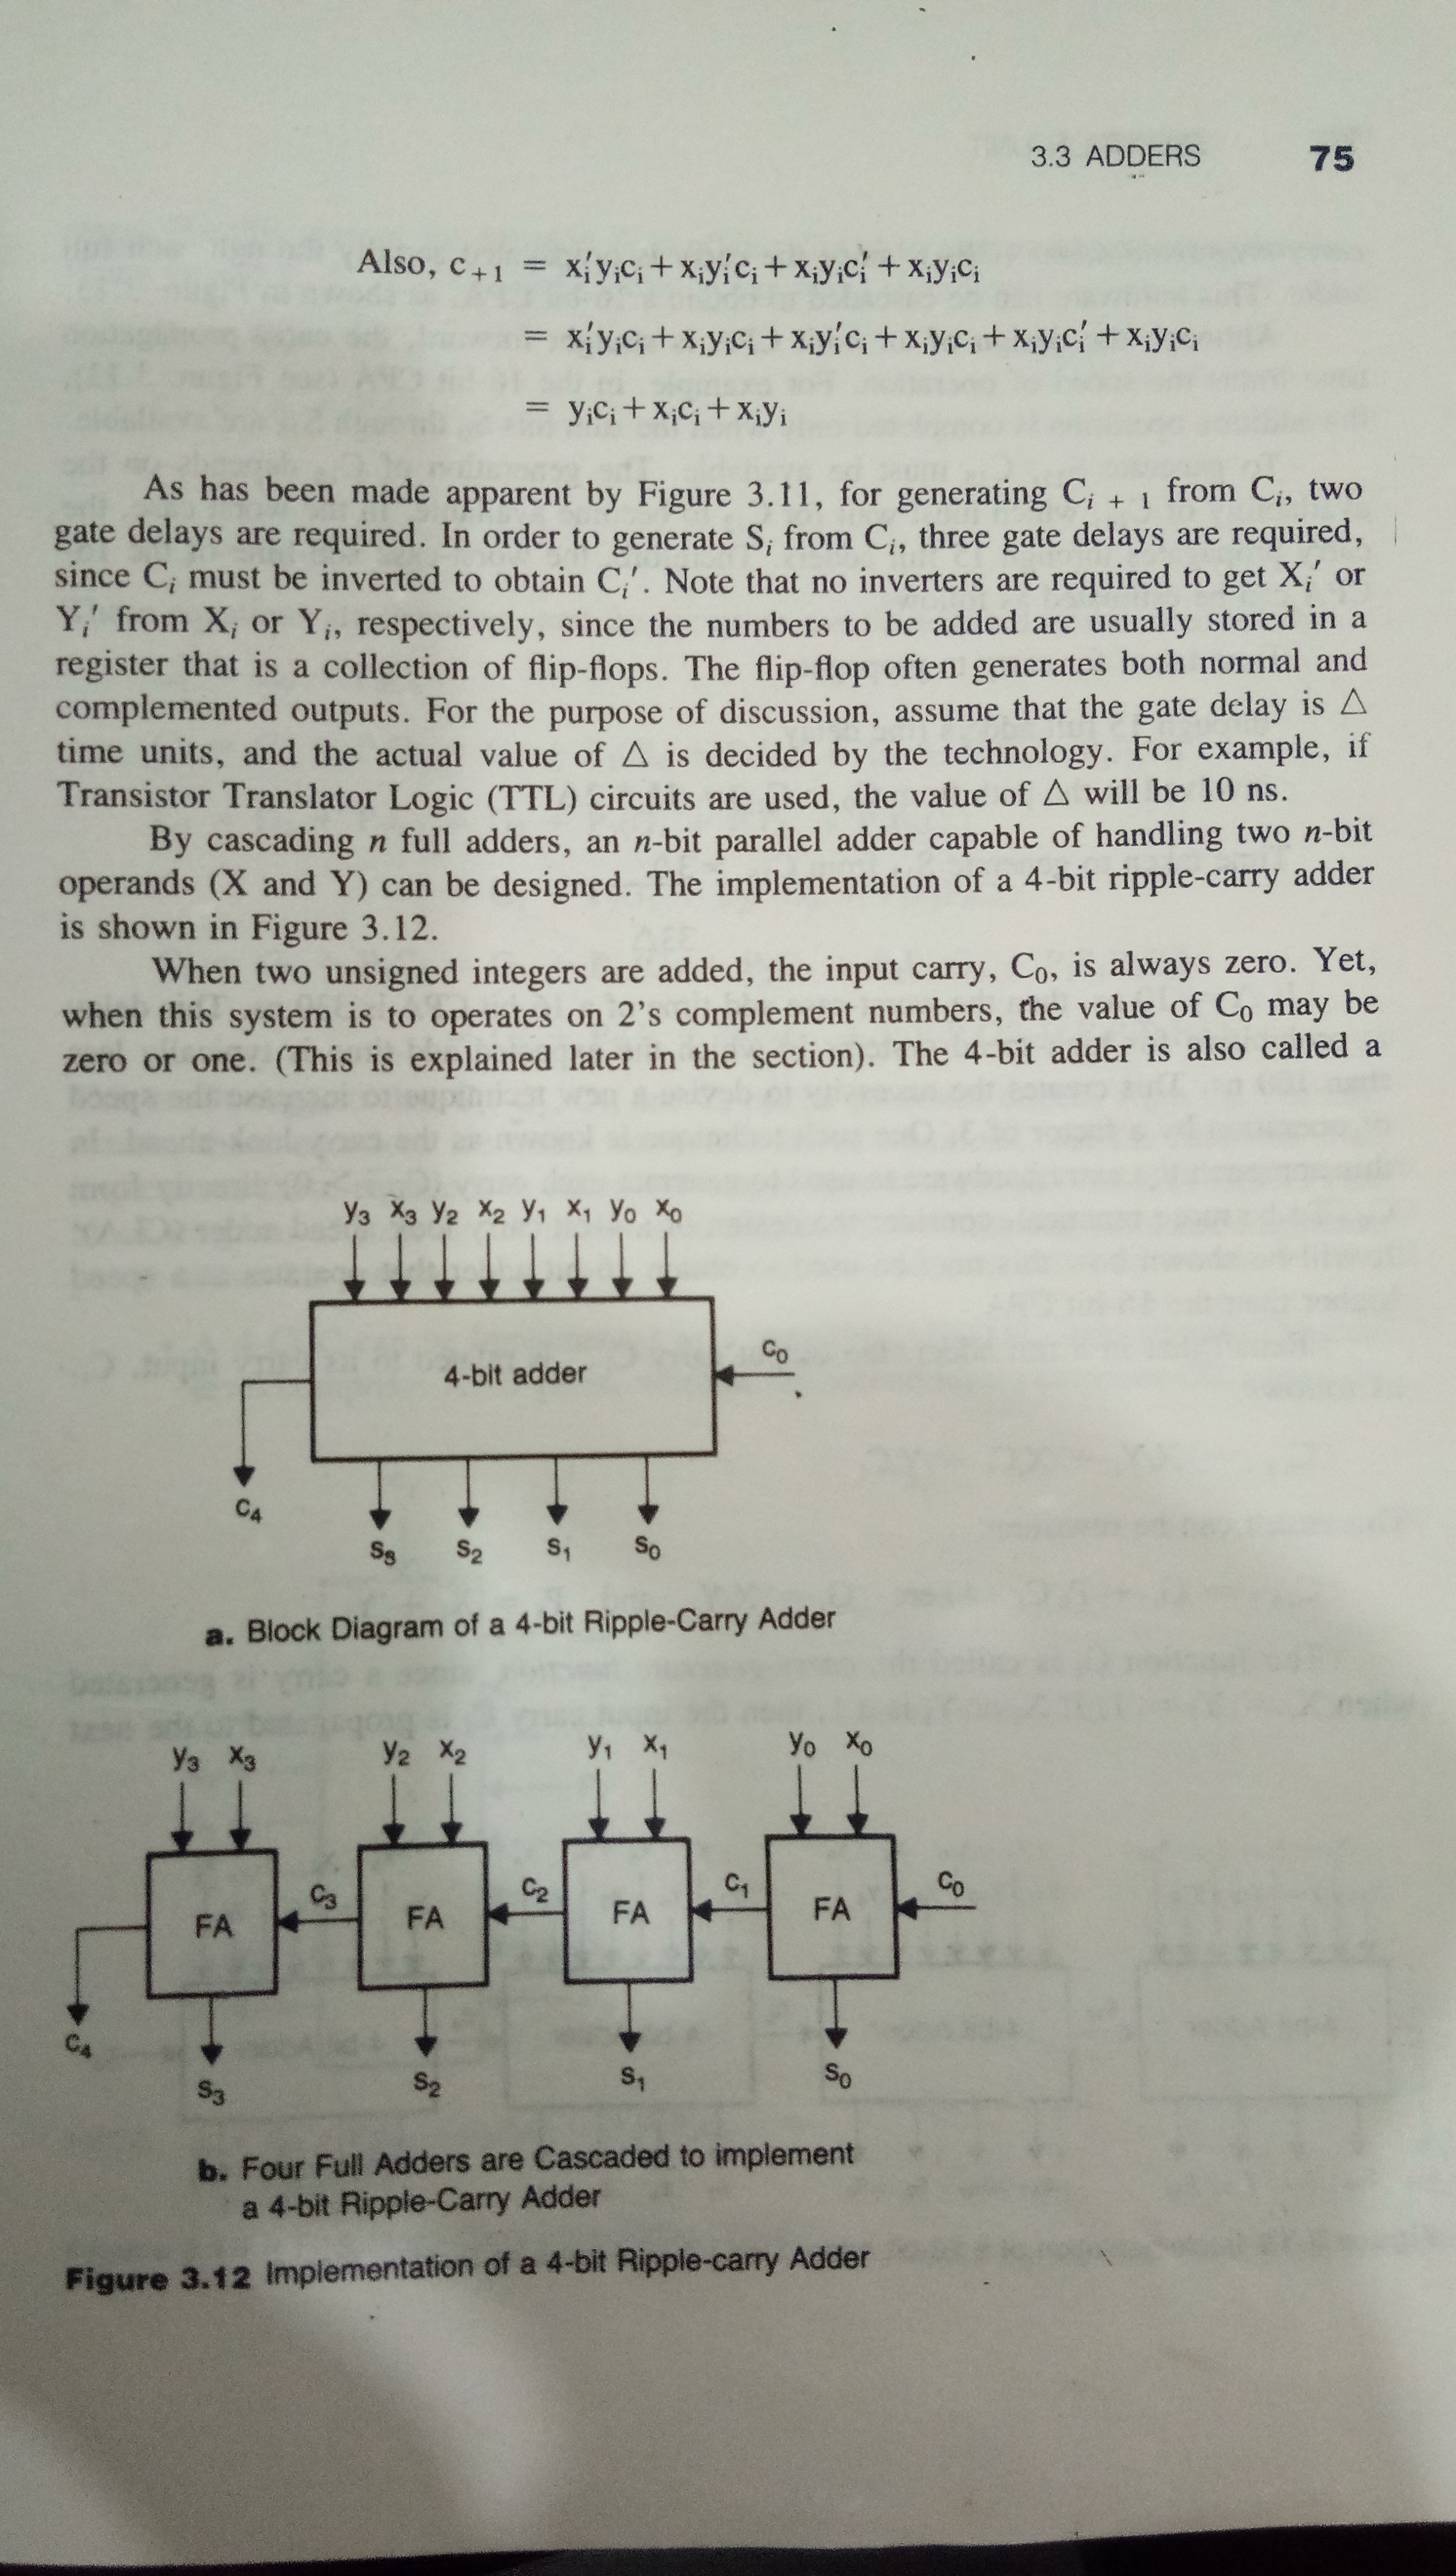 3.3 ADDERS 75
Also, c₊₁ = xᵢ′yᵢcᵢ + xᵢyᵢ′cᵢ + xᵢyᵢcᵢ′ + xᵢyᵢcᵢ
= xᵢ′yᵢcᵢ + xᵢyᵢcᵢ + xᵢyᵢ′cᵢ + xᵢyᵢcᵢ + xᵢyᵢcᵢ′ + xᵢyᵢcᵢ
= yᵢcᵢ + xᵢcᵢ + xᵢyᵢ
As has been made apparent by Figure 3.11, for generating Cᵢ ₊ ₁ from Cᵢ, two
gate delays are required. In order to generate Sᵢ from Cᵢ, three gate delays are required,
since Cᵢ must be inverted to obtain Cᵢ′. Note that no inverters are required to get Xᵢ′ or
Yᵢ′ from Xᵢ or Yᵢ, respectively, since the numbers to be added are usually stored in a
register that is a collection of flip-flops. The flip-flop often generates both normal and
complemented outputs. For the purpose of discussion, assume that the gate delay is Δ
time units, and the actual value of Δ is decided by the technology. For example, if
Transistor Translator Logic (TTL) circuits are used, the value of Δ will be 10 ns.
By cascading n full adders, an n-bit parallel adder capable of handling two n-bit
operands (X and Y) can be designed. The implementation of a 4-bit ripple-carry adder
is shown in Figure 3.12.
When two unsigned integers are added, the input carry, C₀, is always zero. Yet,
when this system is to operates on 2's complement numbers, the value of C₀ may be
zero or one. (This is explained later in the section). The 4-bit adder is also called a
y₃ x₃ y₂ x₂ y₁ x₁ y₀ x₀
c₀
4-bit adder
c₄
s₃ s₂ s₁ s₀
a. Block Diagram of a 4-bit Ripple-Carry Adder
y₃ x₃ y₂ x₂ y₁ x₁ y₀ x₀
c₃ c₂ c₁ c₀
FA FA FA FA
c₄
s₃ s₂ s₁ s₀
b. Four Full Adders are Cascaded to implement
a 4-bit Ripple-Carry Adder
Figure 3.12 Implementation of a 4-bit Ripple-carry Adder